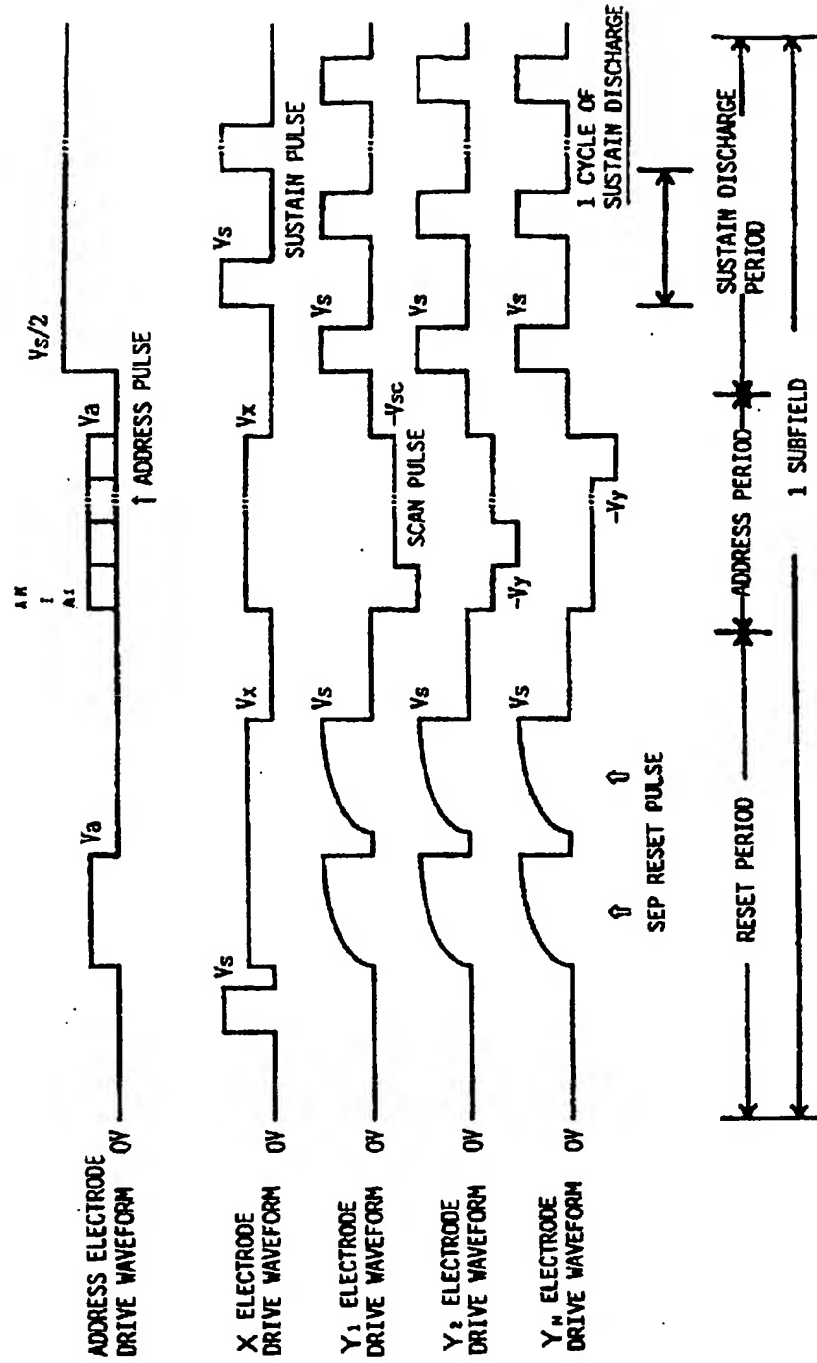 ADDRESS ELECTRODE
DRIVE WAVEFORM
0V
Va
A M
I
A 1
Va
↑ ADDRESS PULSE
Vs/2
X ELECTRODE
DRIVE WAVEFORM
0V
Vs
Vx
Vx
Vs
SUSTAIN PULSE
Y1 ELECTRODE
DRIVE WAVEFORM
0V
Vs
SCAN PULSE
-Vsc
Vs
Y2 ELECTRODE
DRIVE WAVEFORM
0V
Vs
-Vy
Vs
YN ELECTRODE
DRIVE WAVEFORM
0V
Vs
-Vy
Vs
1 CYCLE OF
SUSTAIN DISCHARGE
⇧ ⇧
SEP RESET PULSE
RESET PERIOD
ADDRESS PERIOD
SUSTAIN DISCHARGE
PERIOD
1 SUBFIELD